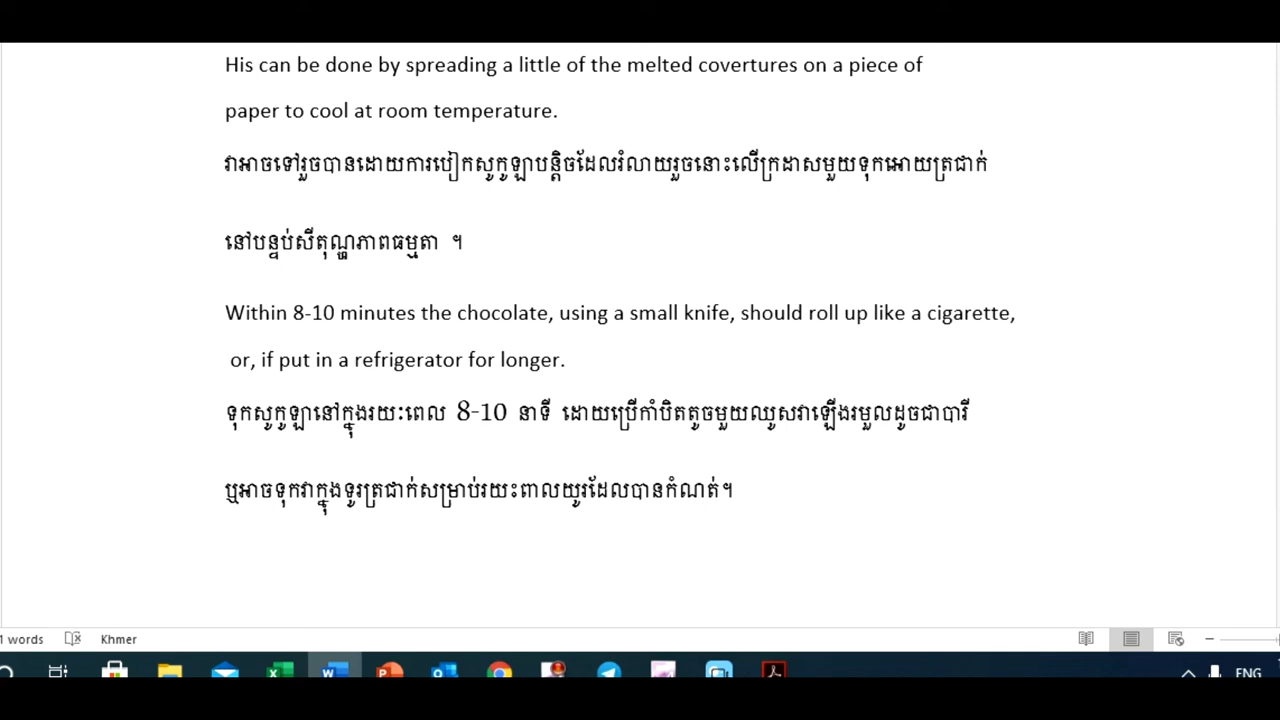 His can be done by spreading a little of the melted covertures on a piece of
paper to cool at room temperature.
វាអាចទៅរួចបានដោយការបៀកសូកូឡាបន្តិចដែលរំលាយរួចនោះលើក្រដាសមួយទុកអោយត្រជាក់
នៅបន្ទប់សីតុណ្ហភាពធម្មតា ។
Within 8-10 minutes the chocolate, using a small knife, should roll up like a cigarette,
or, if put in a refrigerator for longer.
ទុកសូកូឡានៅក្នុងរយៈពេល 8-10 នាទី ដោយប្រើកាំបិតតូចមួយឈូសវាឡើងរមួលដូចជាបារី
ឬអាចទុកវាក្នុងទូរត្រជាក់សម្រាប់រយះពាលយូរដែលបានកំណត់។
1 words Khmer
ENG